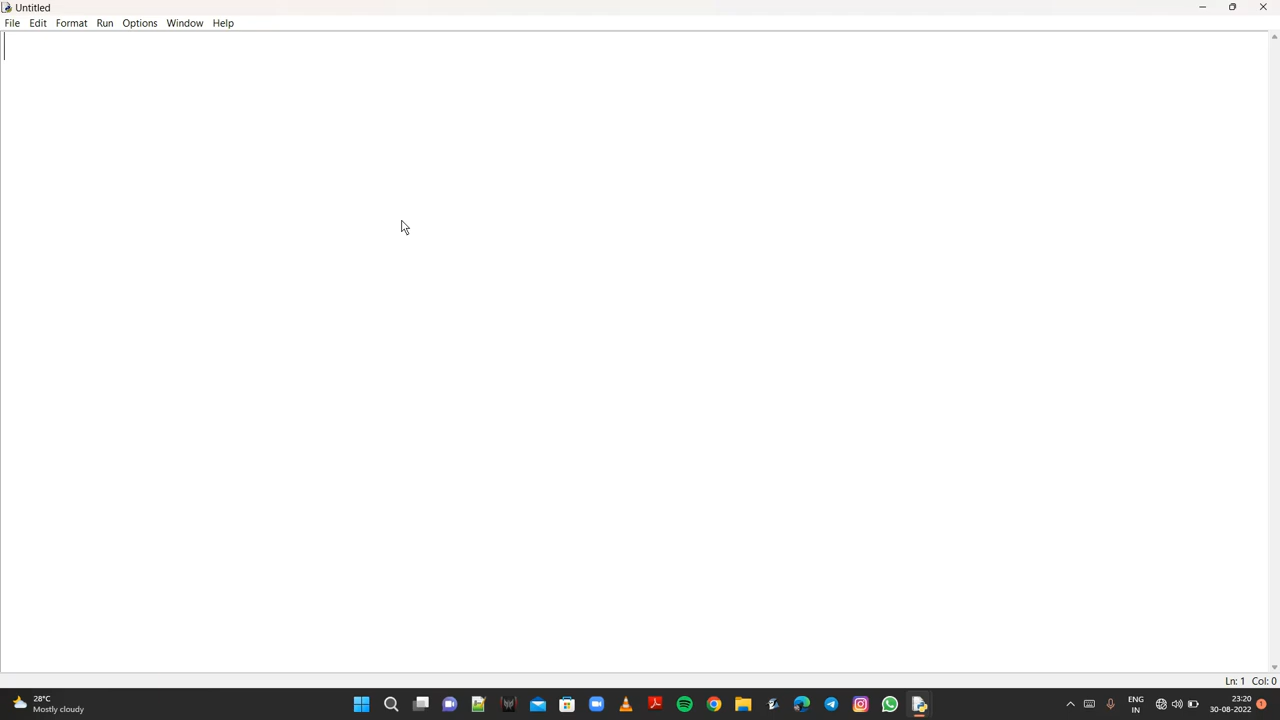 Untitled
File Edit Format Run Options Window Help
Ln: 1 Col: 0
28°C
Mostly cloudy
ENG
IN
23:20
30-08-2022
1